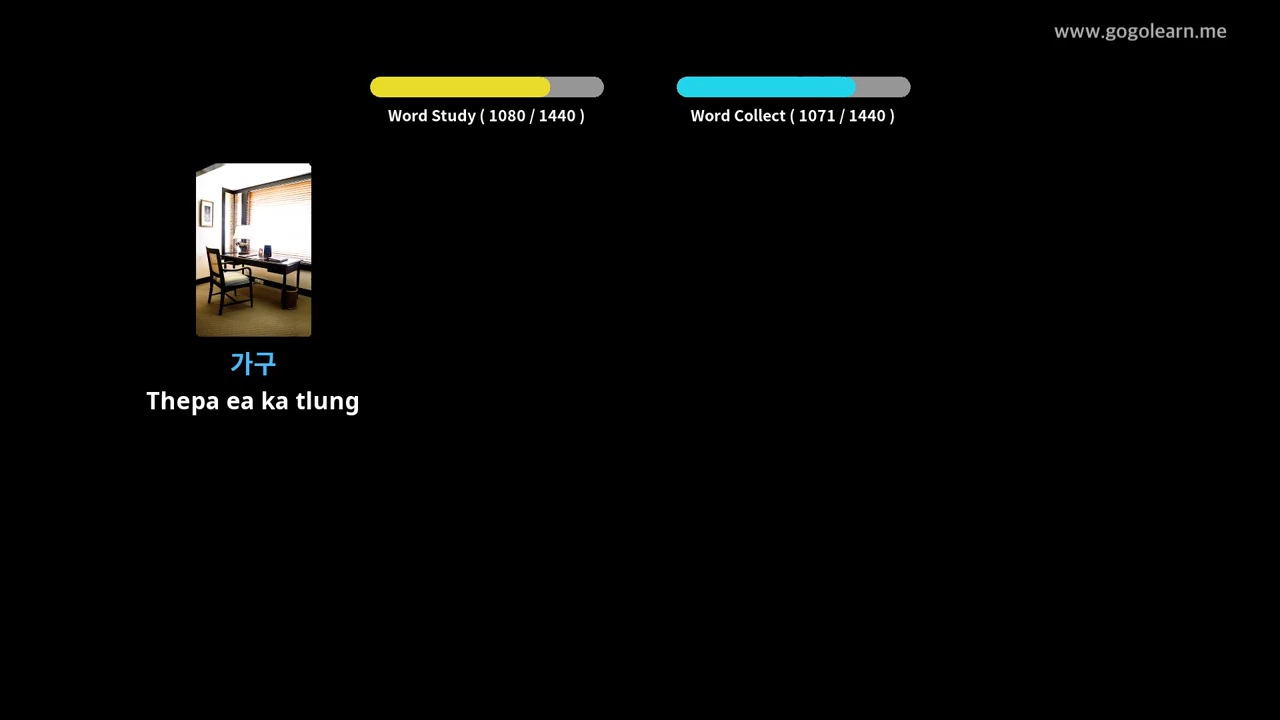 www.gogolearn.me
Word Study ( 1080 / 1440 )
Word Collect ( 1071 / 1440 )
가구
Thepa ea ka tlung